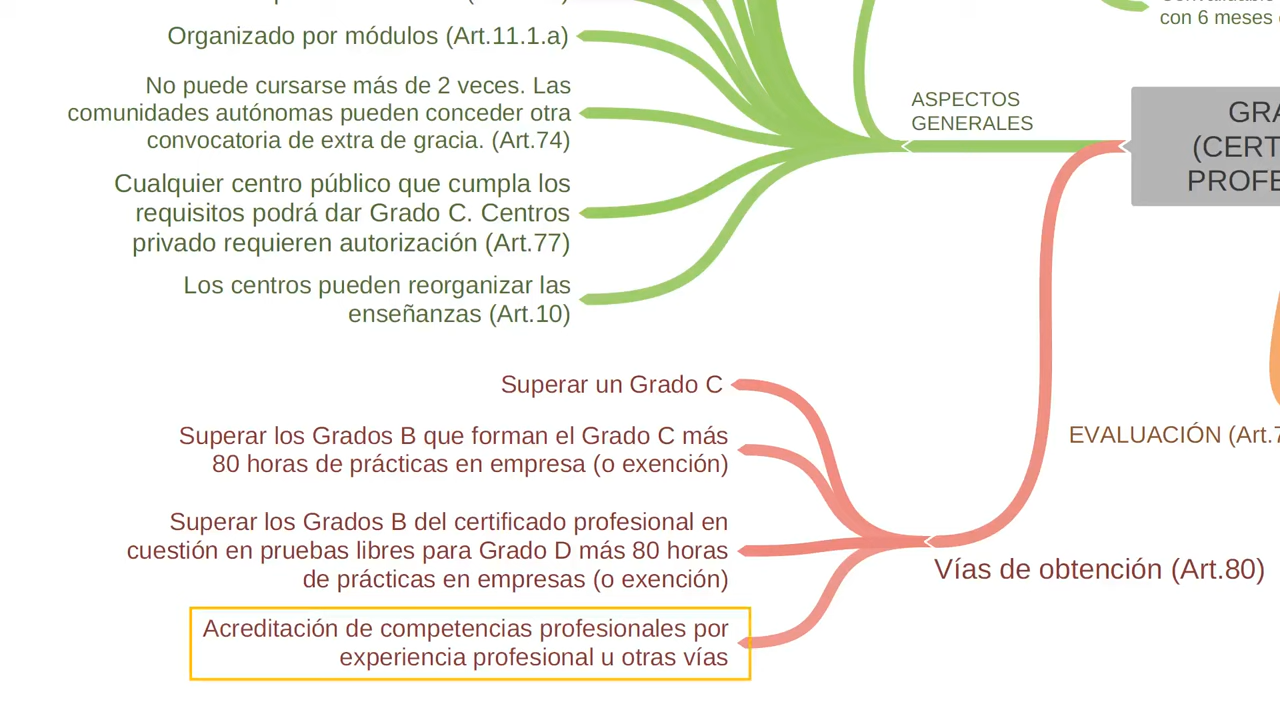 con 6 meses
Organizado por módulos (Art.11.1.a)
No puede cursarse más de 2 veces. Las
comunidades autónomas pueden conceder otra
convocatoria de extra de gracia. (Art.74)
Cualquier centro público que cumpla los
requisitos podrá dar Grado C. Centros
privado requieren autorización (Art.77)
Los centros pueden reorganizar las
enseñanzas (Art.10)
ASPECTOS
GENERALES
GRA
(CERT
PROFE
Superar un Grado C
Superar los Grados B que forman el Grado C más
80 horas de prácticas en empresa (o exención)
Superar los Grados B del certificado profesional en
cuestión en pruebas libres para Grado D más 80 horas
de prácticas en empresas (o exención)
Acreditación de competencias profesionales por
experiencia profesional u otras vías
EVALUACIÓN (Art.7
Vías de obtención (Art.80)